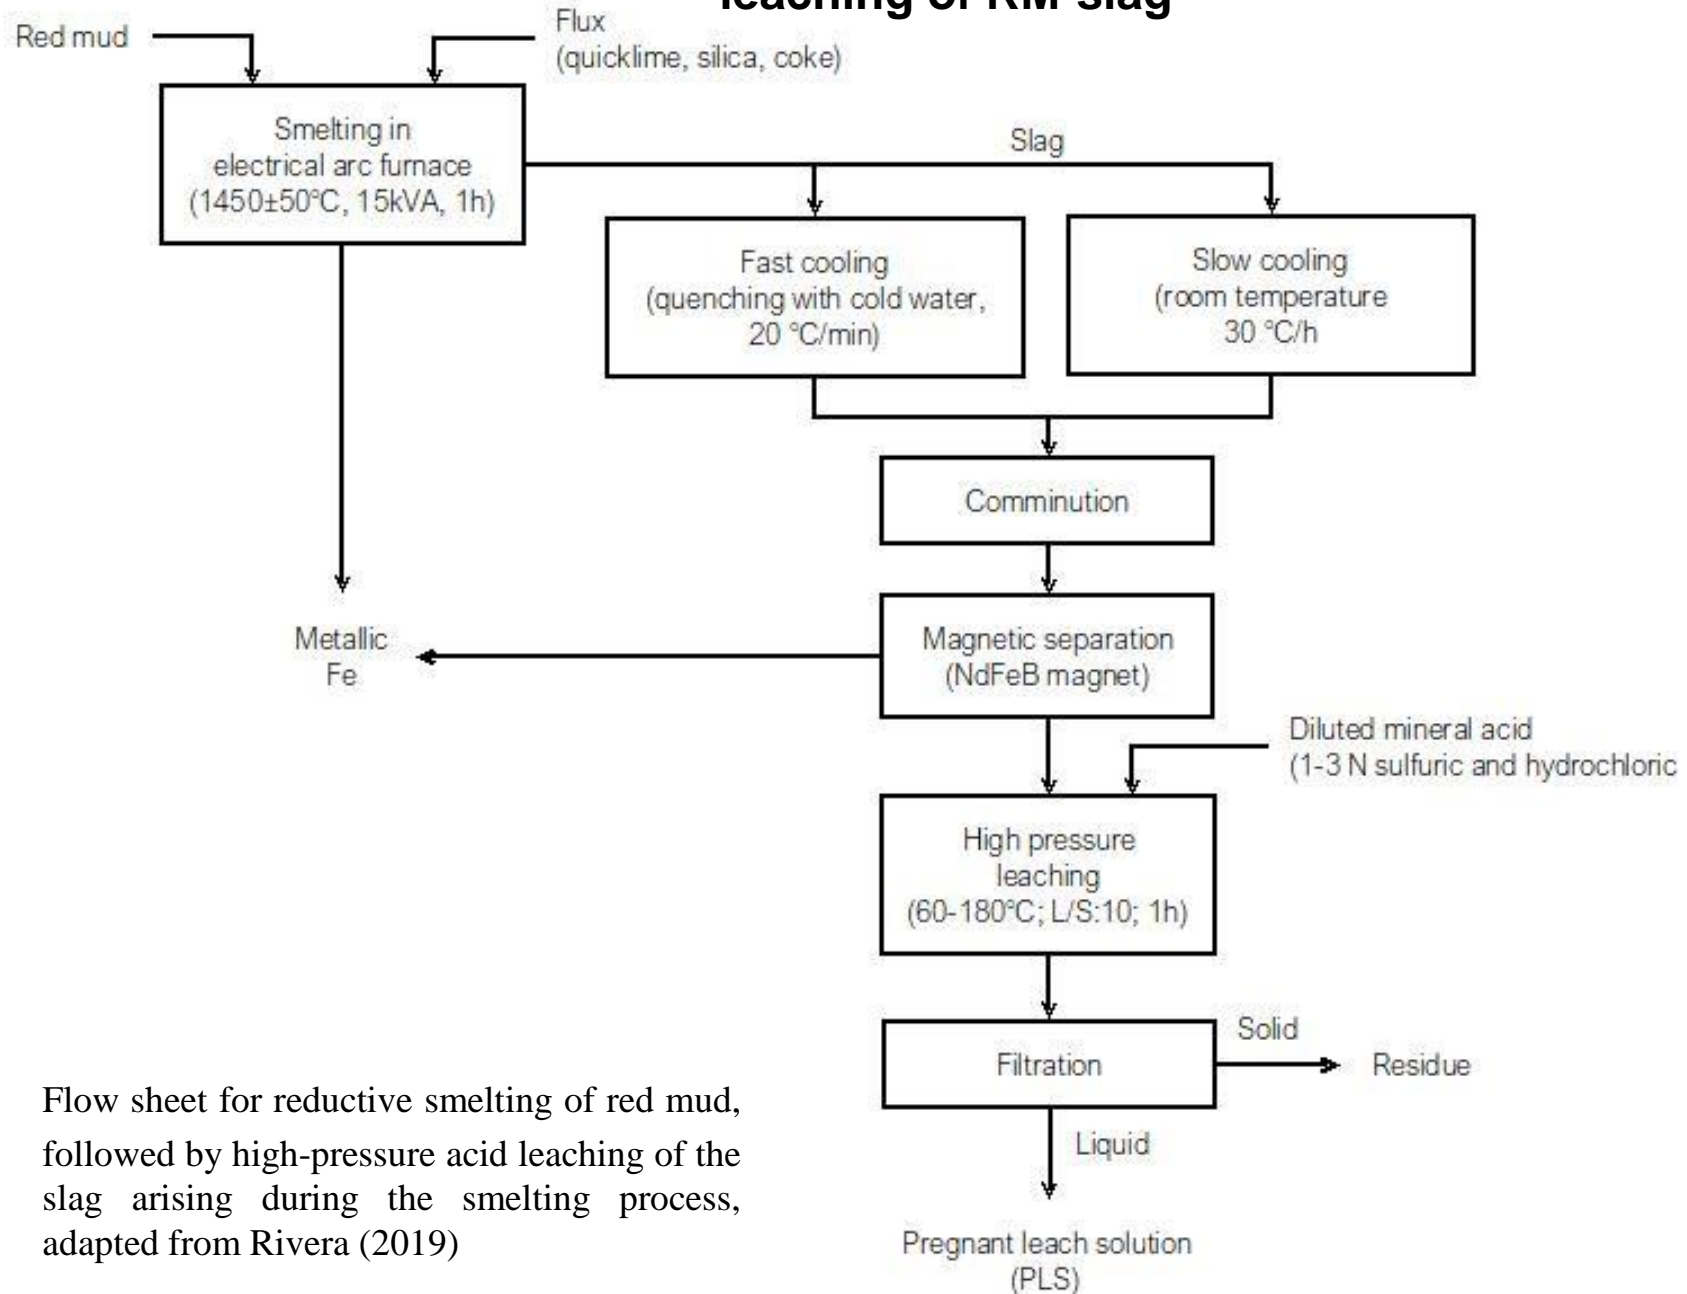 leaching of RM slag
Red mud
Flux
(quicklime, silica, coke)
Smelting in
electrical arc furnace
(1450±50°C, 15kVA, 1h)
Slag
Fast cooling
(quenching with cold water,
20 °C/min)
Slow cooling
(room temperature
30 °C/h
Comminution
Metallic
Fe
Magnetic separation
(NdFeB magnet)
Diluted mineral acid
(1-3 N sulfuric and hydrochloric
High pressure
leaching
(60-180°C; L/S:10; 1h)
Filtration
Solid
Residue
Liquid
Pregnant leach solution
(PLS)
Flow sheet for reductive smelting of red mud,
followed by high-pressure acid leaching of the
slag arising during the smelting process,
adapted from Rivera (2019)